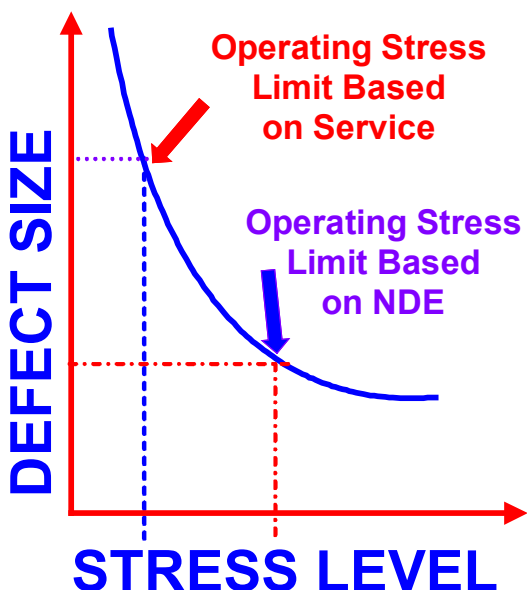 Operating Stress
Limit Based
on Service
Operating Stress
Limit Based
on NDE
DEFECT SIZE
STRESS LEVEL